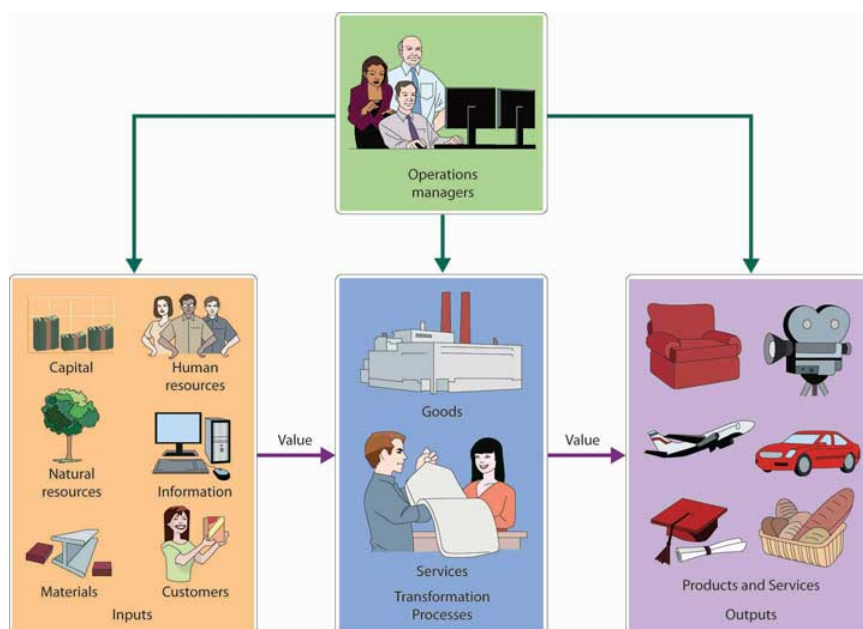 Operations
managers
Capital
Human
resources
Natural
resources
Information
Materials
Customers
Inputs
Value
Goods
Services
Transformation
Processes
Value
Products and Services
Outputs